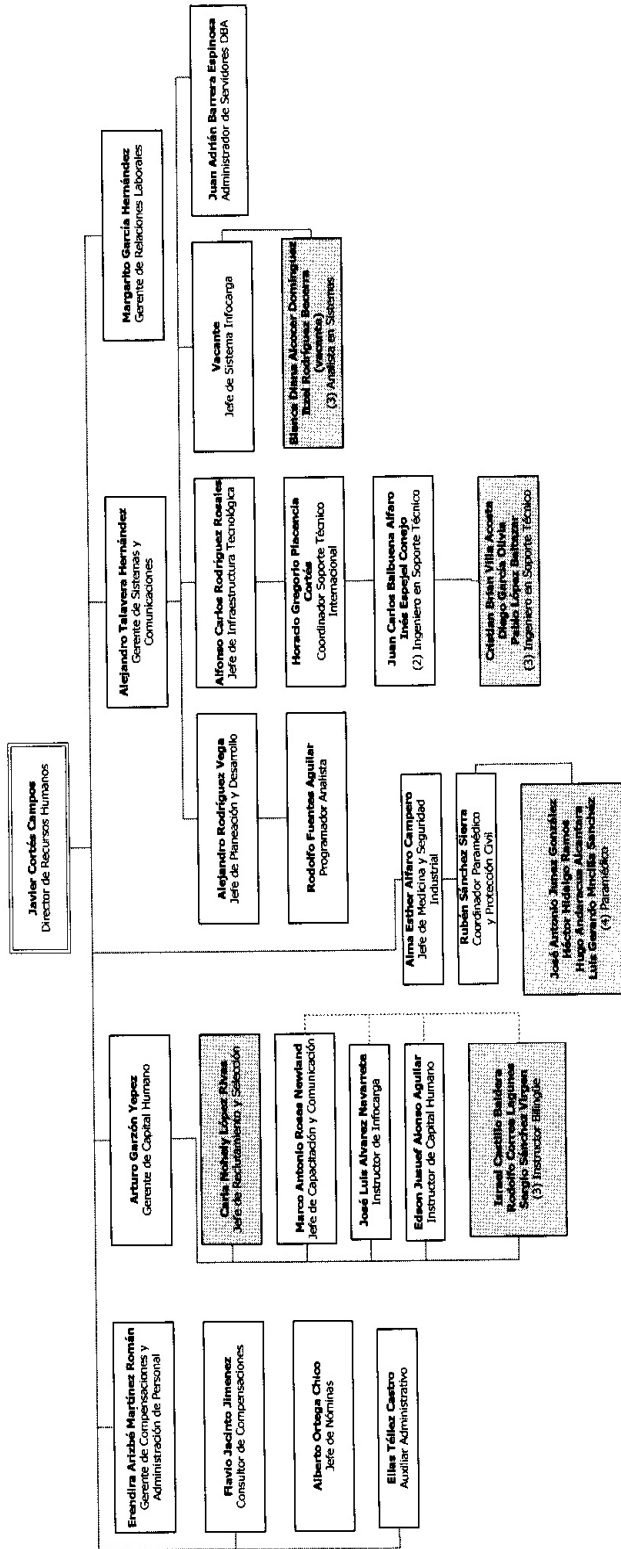 Javier Cortés Campos
Director de Recursos Humanos
Erendira Arizbé Martínez Román
Gerente de Compensaciones y
Administración de Personal
Flavio Jacinto Jimenez
Consultor de Compensaciones
Alberto Ortega Chico
Jefe de Nóminas
Elías Téllez Castro
Auxiliar Administrativo
Arturo Garzón Yepez
Gerente de Capital Humano
Carla Nohely López Rivas
Jefe de Reclutamiento y Selección
Marco Antonio Rosas Newland
Jefe de Capacitación y Comunicación
José Luis Alvarez Navarrete
Instructor de Infocarga
Edson Jusuef Alonso Aguilar
Instructor de Capital Humano
Israel Castillo Baldera
Rodolfo Correa Lagunes
Sergio Sánchez Virgen
(3) Instructor Bilingüe
Alma Esther Alfaro Campero
Jefe de Medicina y Seguridad
Industrial
Rubén Sánchez Sierra
Coordinador Paramédico
y Protección Civil
José Antonio González
Héctor Hidalgo Ramos
Hugo Andaracua Alcantara
Luis Gerardo Sanchez
(4) Paramédico
Alejandro Talavera Hernández
Gerente de Sistemas y
Comunicaciones
Alejandro Rodríguez Vega
Jefe de Planeación y Desarrollo
Rodolfo Fuentes Aguilar
Programador Analista
Alfonso Carlos Rodríguez Rosales
Jefe de Infraestructura Tecnológica
Horacio Gregorio Placencia
Cortés
Coordinador Soporte Técnico
Internacional
Juan Carlos Balbuena Alfaro
Inés Espejel Conejo
(2) Ingeniero en Soporte Técnico
Cristian Brian Villa Acosta
Diego García Olivia
Pablo López Baltazar
(3) Ingeniero en Soporte Técnico
Vacante
Jefe de Sistema Infocarga
Blanca Diana Alcocer Domínguez
Itzel Rodríguez Becerra
(vacante)
(3) Analista en Sistemas
Juan Adrián Barrera Espinosa
Administrador de Servidores DBA
Margarito García Hernández
Gerente de Relaciones Laborales